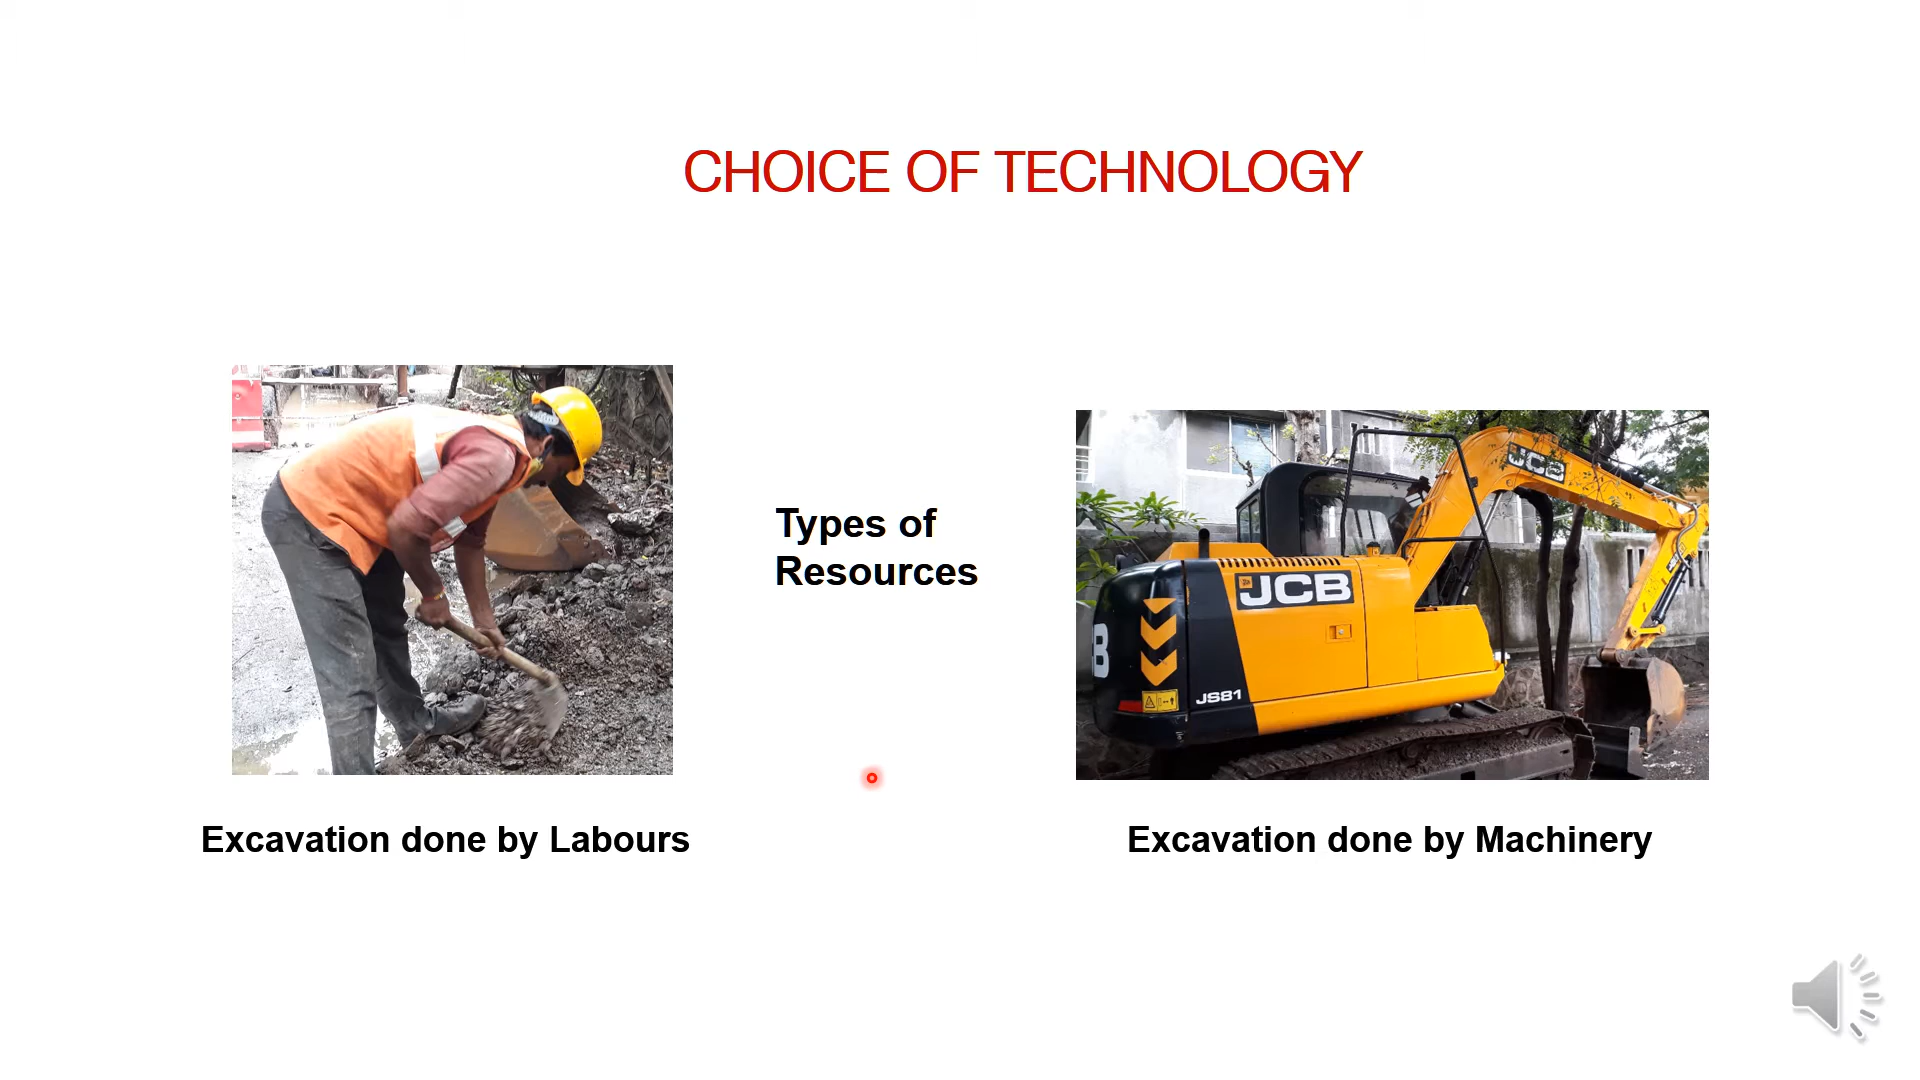 CHOICE OF TECHNOLOGY
Types of
Resources
JCB
JCB
B
JS81
Excavation done by Labours
Excavation done by Machinery